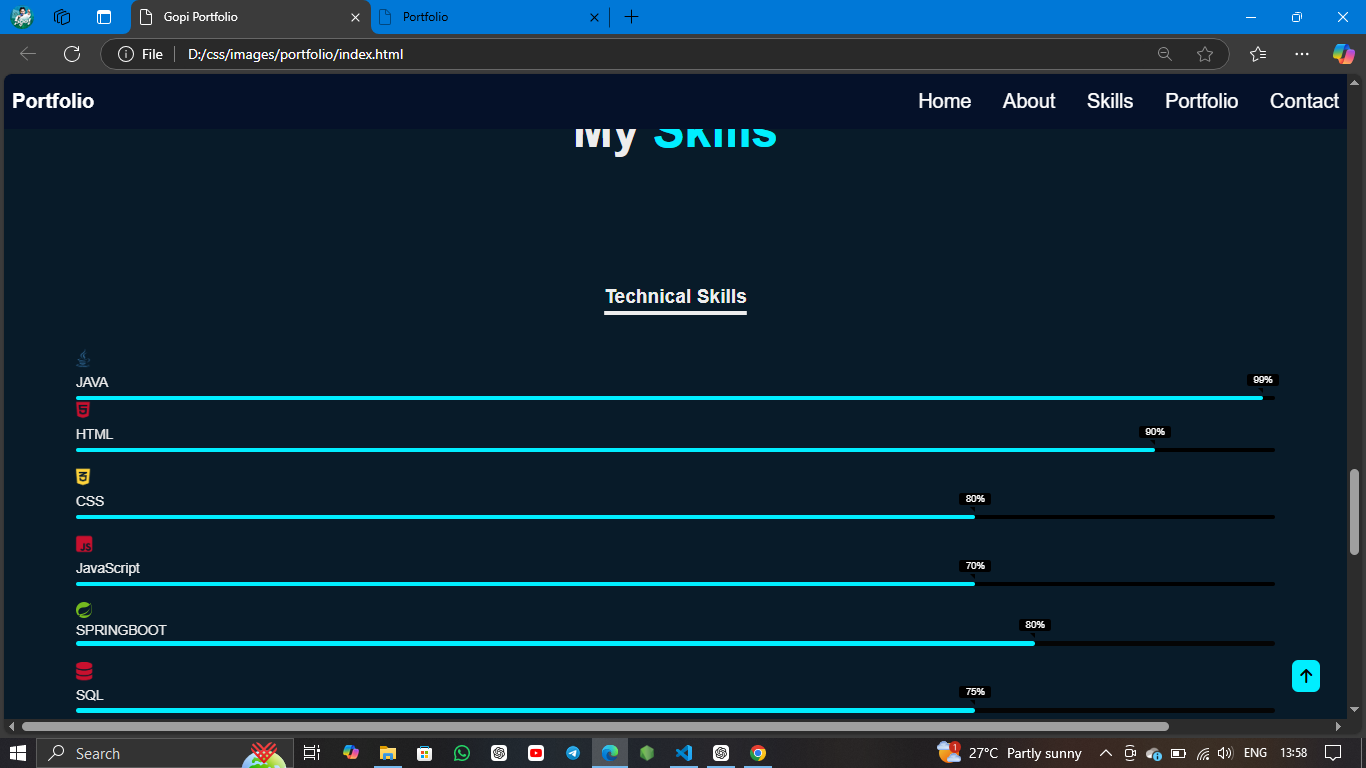 Gopi Portfolio
Portfolio
File
D:/css/images/portfolio/index.html
Portfolio
Home
About
Skills
Portfolio
Contact
My Skills
Technical Skills
JAVA
99%
HTML
90%
CSS
80%
JS
JavaScript
70%
SPRINGBOOT
80%
SQL
75%
Search
1
27°C Partly sunny
ENG
13:58